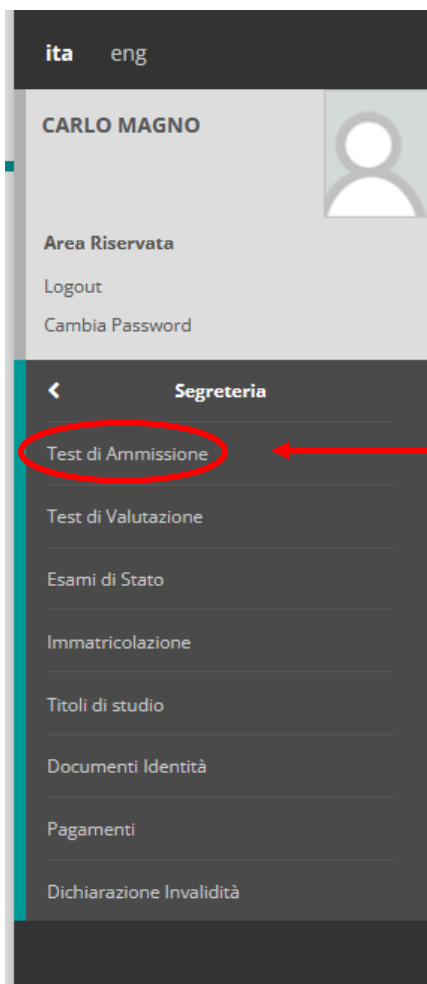 ita eng
CARLO MAGNO
Area Riservata
Logout
Cambia Password
Segreteria
Test di Ammissione
Test di Valutazione
Esami di Stato
Immatricolazione
Titoli di studio
Documenti Identità
Pagamenti
Dichiarazione Invalidità